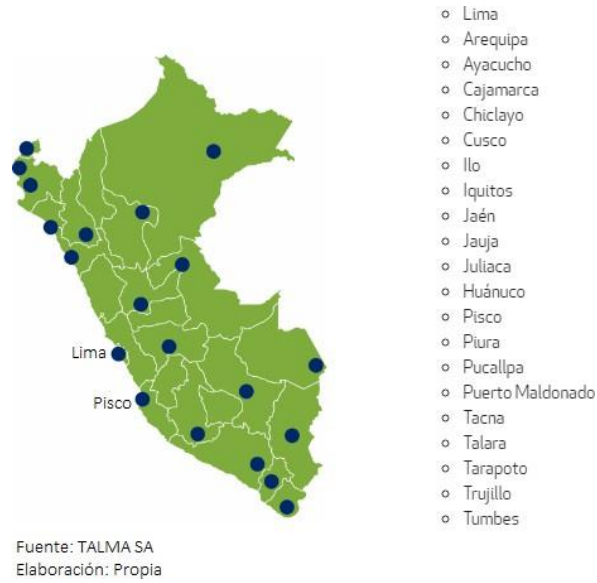 Lima
Pisco
Lima
Arequipa
Ayacucho
Cajamarca
Chiclayo
Cusco
Ilo
Iquitos
Jaén
Jauja
Juliaca
Huánuco
Pisco
Piura
Pucallpa
Puerto Maldonado
Tacna
Talara
Tarapoto
Trujillo
Tumbes
Fuente: TALMA SA
Elaboración: Propia